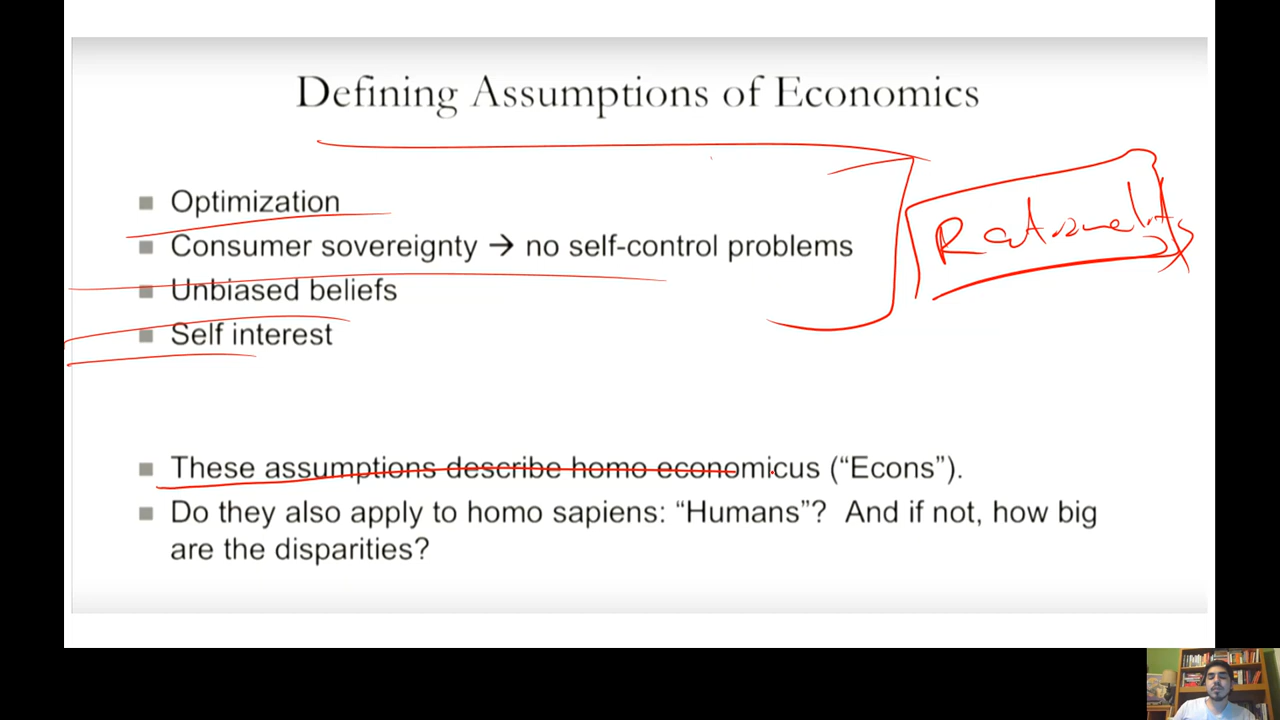 Defining Assumptions of Economics
Optimization
Consumer sovereignty → no self-control problems
Unbiased beliefs
Self interest
Rationality
These assumptions describe homo economicus (“Econs”).
Do they also apply to homo sapiens: “Humans”? And if not, how big
are the disparities?